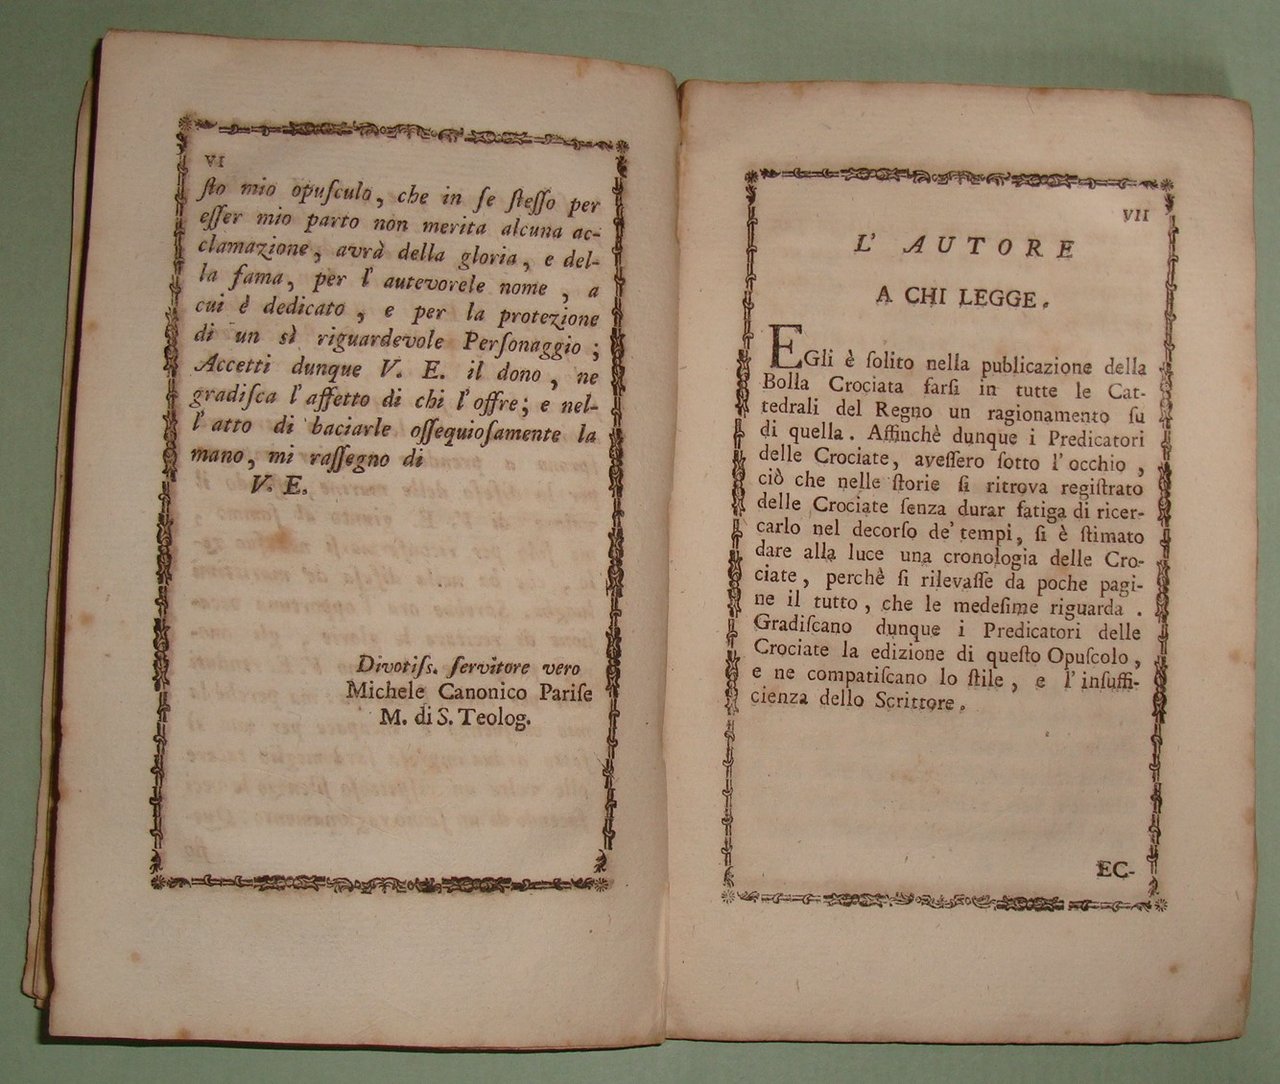 VI
ſto mio opuſculo, che in ſe ſteſſo per
eſſer mio parto non merita alcuna ac-
clamazione, avrà della gloria, e del-
la fama, per l' autevorele nome, a
cui è dedicato, e per la protezione
di un sì riguardevole Perſonaggio;
Accetti dunque V. E. il dono, ne
gradiſca l'affetto di chi l'offre; e nel-
l'atto di baciarle oſſequioſamente la
mano, mi raſſegno di
V. E.
Divotiſs. ſervitore vero
Michele Canonico Pariſe
M. di S. Teolog.
VII
L' AUTORE
A CHI LEGGE.
EGli è ſolito nella publicazione della
Bolla Crociata farſi in tutte le Cat-
tedrali del Regno un ragionamento ſu
di quella. Affinchè dunque i Predicatori
delle Crociate, aveſſero ſotto l'occhio,
ciò che nelle ſtorie ſi ritrova regiſtrato
delle Crociate ſenza durar fatiga di ricer-
carlo nel decorſo de' tempi, ſi è ſtimato
dare alla luce una cronologia delle Cro-
ciate, perchè ſi rilevaſſe da poche pagi-
ne il tutto, che le medeſime riguarda.
Gradiſcano dunque i Predicatori delle
Crociate la edizione di queſto Opuſcolo,
e ne compatiſcano lo ſtile, e l'inſuffi-
cienza dello Scrittore.
EC-